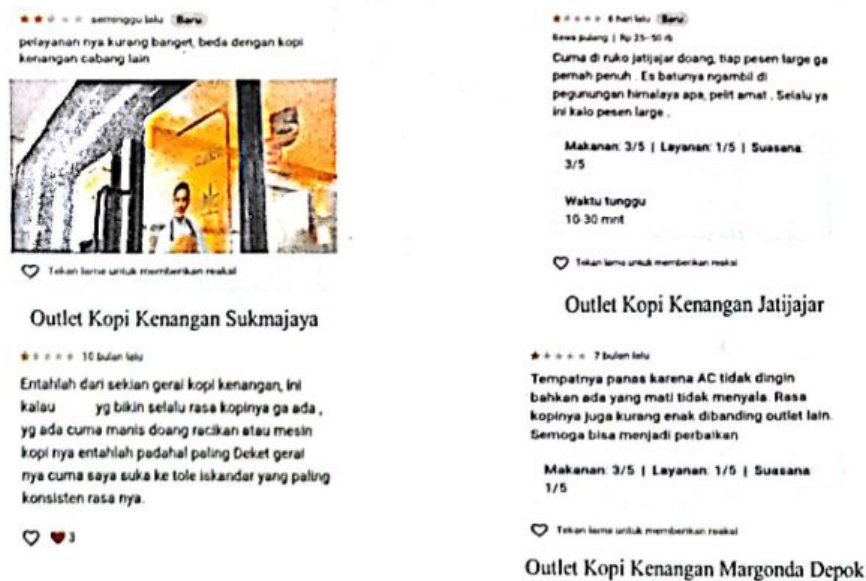 seminggu lalu Baru
pelayanan nya kurang banget, beda dengan kopi
kenangan cabang lain
Tekan lama untuk memberikan reaksi
Outlet Kopi Kenangan Sukmajaya
10 bulan lalu
Entahlah dari sekian gerai kopi kenangan, ini
kalau yg bikin selalu rasa kopinya ga ada ,
yg ada cuma manis doang racikan atau mesin
kopi nya entahlah padahal paling Deket gerai
nya cuma saya suka ke tole iskandar yang paling
konsisten rasa nya.
3
6 hari lalu Baru
Bawa pulang | Rp 25-50 rb
Cuma di ruko jatijajar doang, tiap pesen large ga
pernah penuh . Es batunya ngambil di
pegunungan himalaya apa, pelit amat . Selalu ya
ini kalo pesen large .
Makanan: 3/5 | Layanan: 1/5 | Suasana:
3/5
Waktu tunggu
10-30 mnt
Tekan lama untuk memberikan reaksi
Outlet Kopi Kenangan Jatijajar
7 bulan lalu
Tempatnya panas karena AC tidak dingin
bahkan ada yang mati tidak menyala. Rasa
kopinya juga kurang enak dibanding outlet lain.
Semoga bisa menjadi perbaikan
Makanan: 3/5 | Layanan: 1/5 | Suasana:
1/5
Tekan lama untuk memberikan reaksi
Outlet Kopi Kenangan Margonda Depok